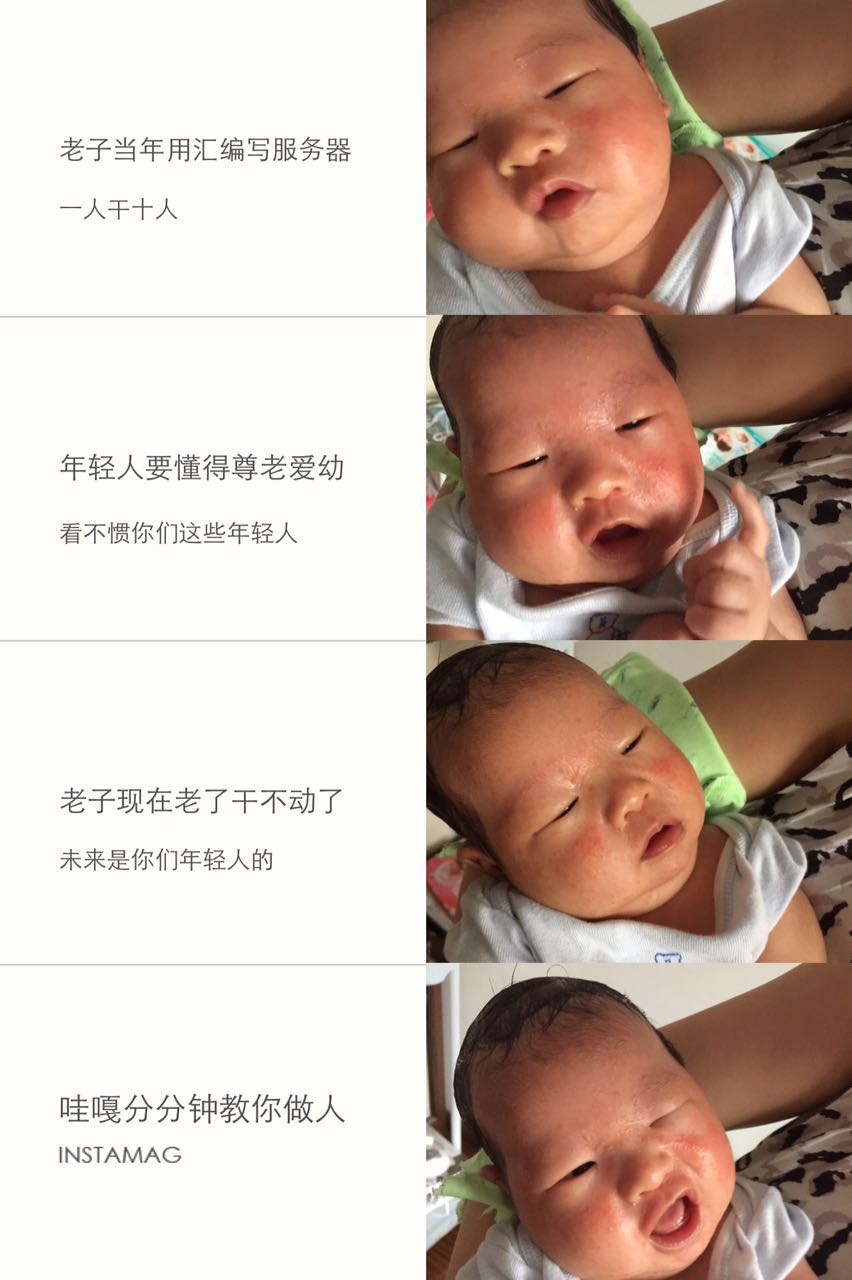 老子当年用汇编写服务器
一人干十人
年轻人要懂得尊老爱幼
看不惯你们这些年轻人
老子现在老了干不动了
未来是你们年轻人的
哇嘎分分钟教你做人
INSTAMAG